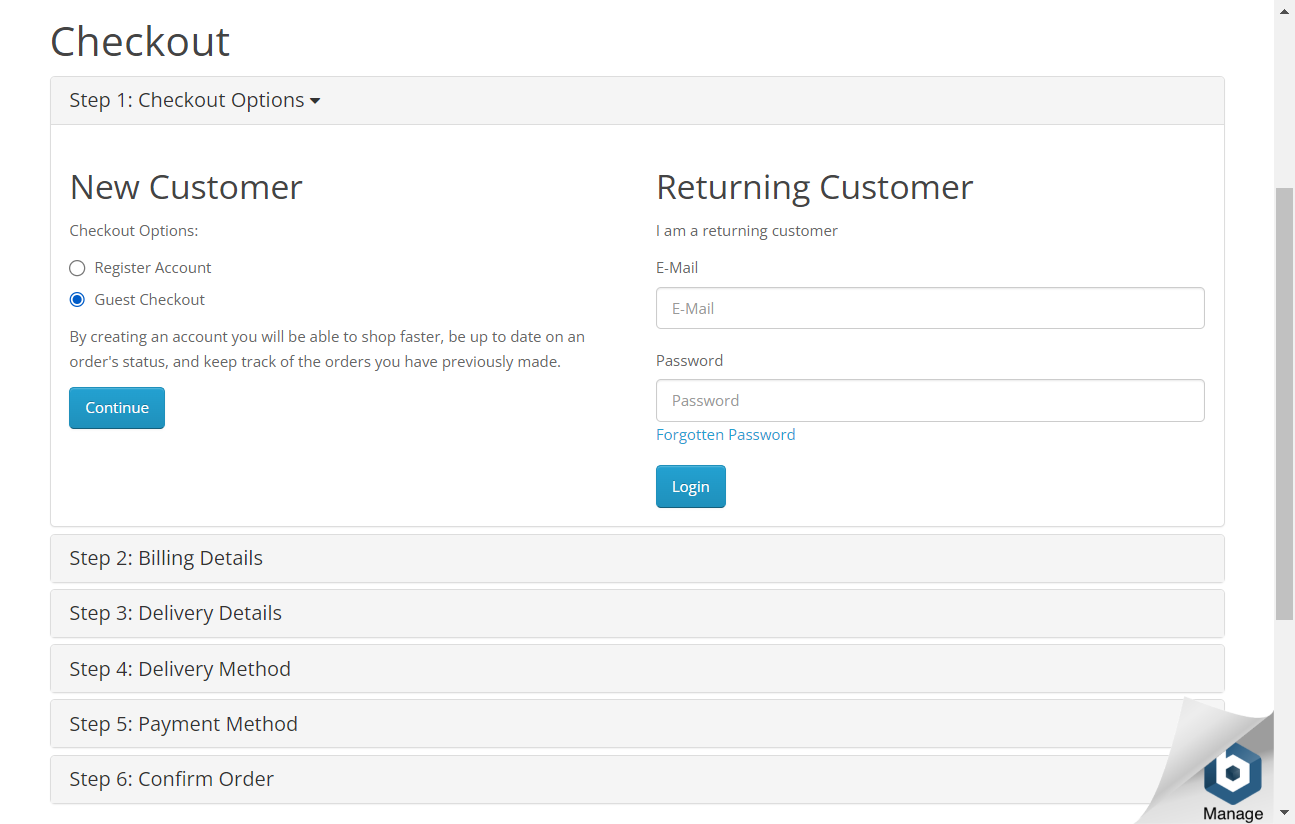 Checkout
Step 1: Checkout Options
New Customer
Checkout Options:
Register Account
Guest Checkout
By creating an account you will be able to shop faster, be up to date on an
order's status, and keep track of the orders you have previously made.
Continue
Returning Customer
I am a returning customer
E-Mail
E-Mail
Password
Password
Forgotten Password
Login
Step 2: Billing Details
Step 3: Delivery Details
Step 4: Delivery Method
Step 5: Payment Method
Step 6: Confirm Order
b
Manage